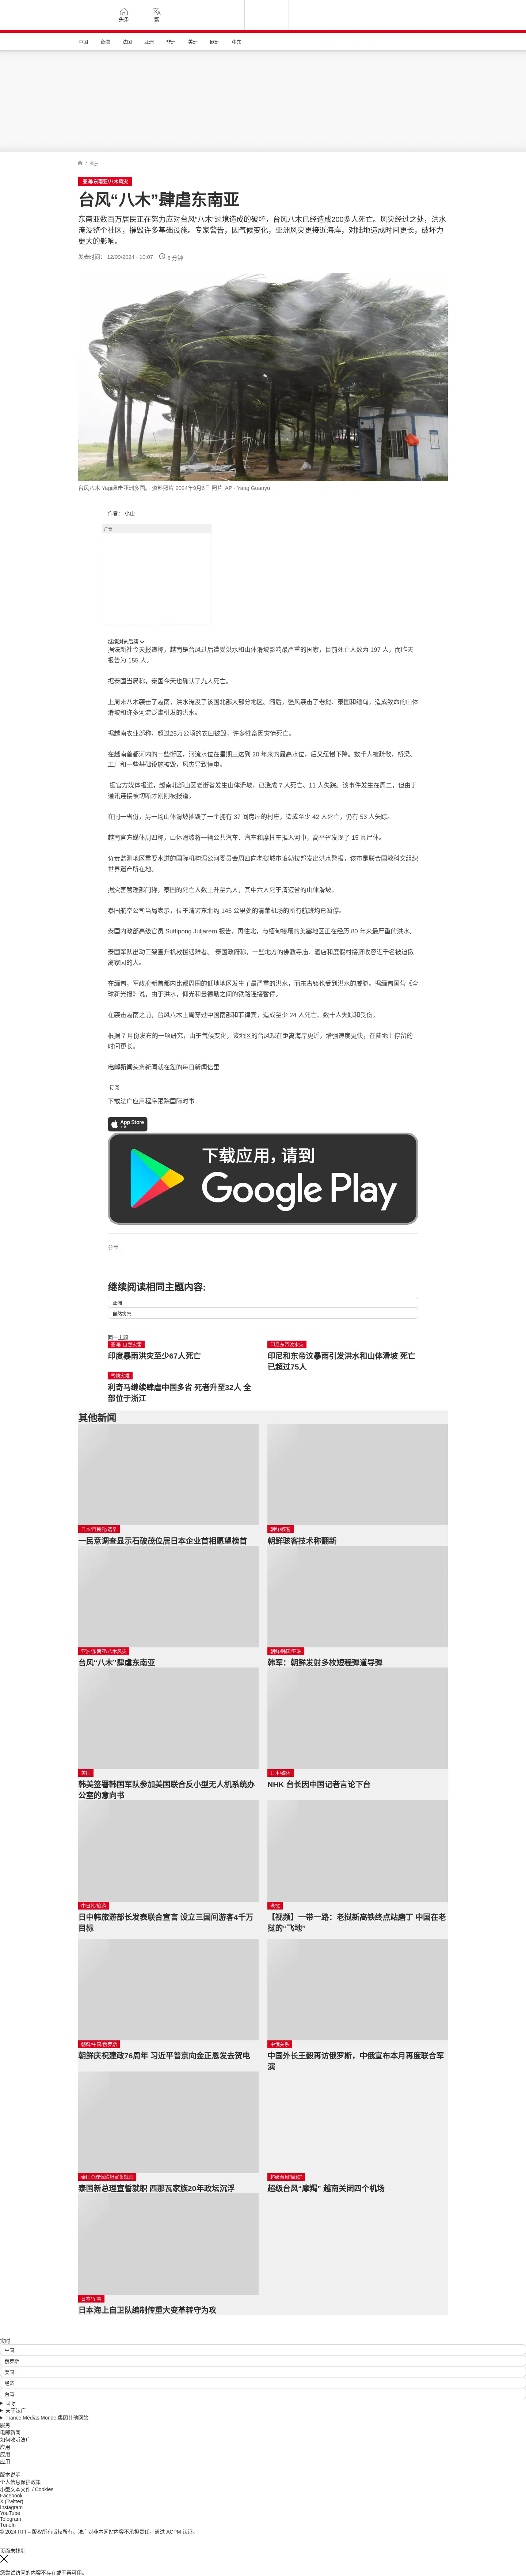 头条
繁
中国 台海 法国 亚洲 非洲 美洲 欧洲 中东
/ 亚洲
亚洲/东南亚/八木风灾
台风“八木”肆虐东南亚
东南亚数百万居民正在努力应对台风“八木”过境造成的破坏，台风八木已经造成200多人死亡。风灾经过之处，洪水
淹没整个社区，摧毁许多基础设施。专家警告，因气候变化，亚洲风灾更接近海岸，对陆地造成时间更长，破坏力
更大的影响。
发表时间： 12/09/2024 - 10:07 6 分钟
台风八木 Yagi袭击亚洲多国。 资料照片 2024年9月6日 照片 AP - Yang Guanyu
作者： 小山
广告
继续浏览后续
据法新社今天报道称，越南是台风过后遭受洪水和山体滑坡影响最严重的国家，目前死亡人数为 197 人，而昨天
报告为 155 人。
据泰国当局称，泰国今天也确认了九人死亡。
上周末八木袭击了越南，洪水淹没了该国北部大部分地区。随后，强风袭击了老挝、泰国和缅甸，造成致命的山体
滑坡和许多河流泛滥引发的洪水。
据越南农业部称，超过25万公顷的农田被毁，许多牲畜因灾情死亡。
在越南首都河内的一些街区，河流水位在星期三达到 20 年来的最高水位，后又缓慢下降。数千人被疏散，桥梁、
工厂和一些基础设施被毁，风灾导致停电。
据官方媒体报道，越南北部山区老街省发生山体滑坡，已造成 7 人死亡、11 人失踪。该事件发生在周二，但由于
通讯连接被切断才刚刚被报道。
在同一省份，另一场山体滑坡摧毁了一个拥有 37 间房屋的村庄，造成至少 42 人死亡，仍有 53 人失踪。
越南官方媒体周四称，山体滑坡将一辆公共汽车、汽车和摩托车推入河中，高平省发现了 15 具尸体。
负责监测地区重要水道的国际机构湄公河委员会周四向老挝城市琅勃拉邦发出洪水警报，该市是联合国教科文组织
世界遗产所在地。
据灾害管理部门称，泰国的死亡人数上升至九人，其中六人死于清迈省的山体滑坡。
泰国航空公司当局表示，位于清迈东北约 145 公里处的清莱机场的所有航班均已暂停。
泰国内政部高级官员 Suttipong Juljarern 报告，再往北，与缅甸接壤的美塞地区正在经历 80 年来最严重的洪水。
泰国军队出动三架直升机救援遇难者。 泰国政府称，一些地方的佛教寺庙、酒店和度假村接济收容近千名被迫撤
离家园的人。
在缅甸，军政府新首都内比都周围的低地地区发生了最严重的洪水，而东古镇也受到洪水的威胁。据缅甸国营《全
球新光报》说，由于洪水，仰光和曼德勒之间的铁路连接暂停。
在袭击越南之前，台风八木上周穿过中国南部和菲律宾，造成至少 24 人死亡、数十人失踪和受伤。
根据 7 月份发布的一项研究，由于气候变化，该地区的台风现在距离海岸更近，增强速度更快，在陆地上停留的
时间更长。
电邮新闻头条新闻就在您的每日新闻信里
订阅
下载法广应用程序跟踪国际时事
App Store
下载应用，请到
Google Play
分享 :
继续阅读相同主题内容:
亚洲
自然灾害
同一主题
亚洲/ 自然灾害
印度暴雨洪灾至少67人死亡
印尼东帝汶水灾
印尼和东帝汶暴雨引发洪水和山体滑坡 死亡
已超过75人
气候灾难
利奇马继续肆虐中国多省 死者升至32人 全
部位于浙江
其他新闻
日本/自民党/选举
一民意调查显示石破茂位居日本企业首相愿望榜首
朝鲜/黑客
朝鲜骇客技术称翻新
亚洲/东南亚/八木风灾
台风“八木”肆虐东南亚
朝鲜/韩国/亚洲
韩军：朝鲜发射多枚短程弹道导弹
美国
韩美签署韩国军队参加美国联合反小型无人机系统办
公室的意向书
日本/媒体
NHK 台长因中国记者言论下台
中日韩/旅游
日中韩旅游部长发表联合宣言 设立三国间游客4千万
目标
老挝
【视频】一带一路：老挝新高铁终点站磨丁 中国在老
挝的“飞地”
朝鲜/中国/俄罗斯
朝鲜庆祝建政76周年 习近平普京向金正恩发去贺电
中俄关系
中国外长王毅再访俄罗斯，中俄宣布本月再度联合军
演
泰国总理佩通坦宣誓就职
泰国新总理宣誓就职 西那瓦家族20年政坛沉浮
超级台风“摩羯”
超级台风“摩羯” 越南关闭四个机场
日本/军事
日本海上自卫队编制传重大变革转守为攻
实时
中国
俄罗斯
美国
经济
台湾
国际
关于法广
France Médias Monde 集团其他网站
服务
电邮新闻
如何收听法广
应用
应用
应用
版本说明
个人信息保护政策
小型文本文件 / Cookies
Facebook
X (Twitter)
Instagram
YouTube
Telegram
TuneIn
© 2024 RFI – 版权所有版权所有。法广对非本网站内容不承担责任。通过 ACPM 认证。
页面未找到
您尝试访问的内容不存在或不再可用。